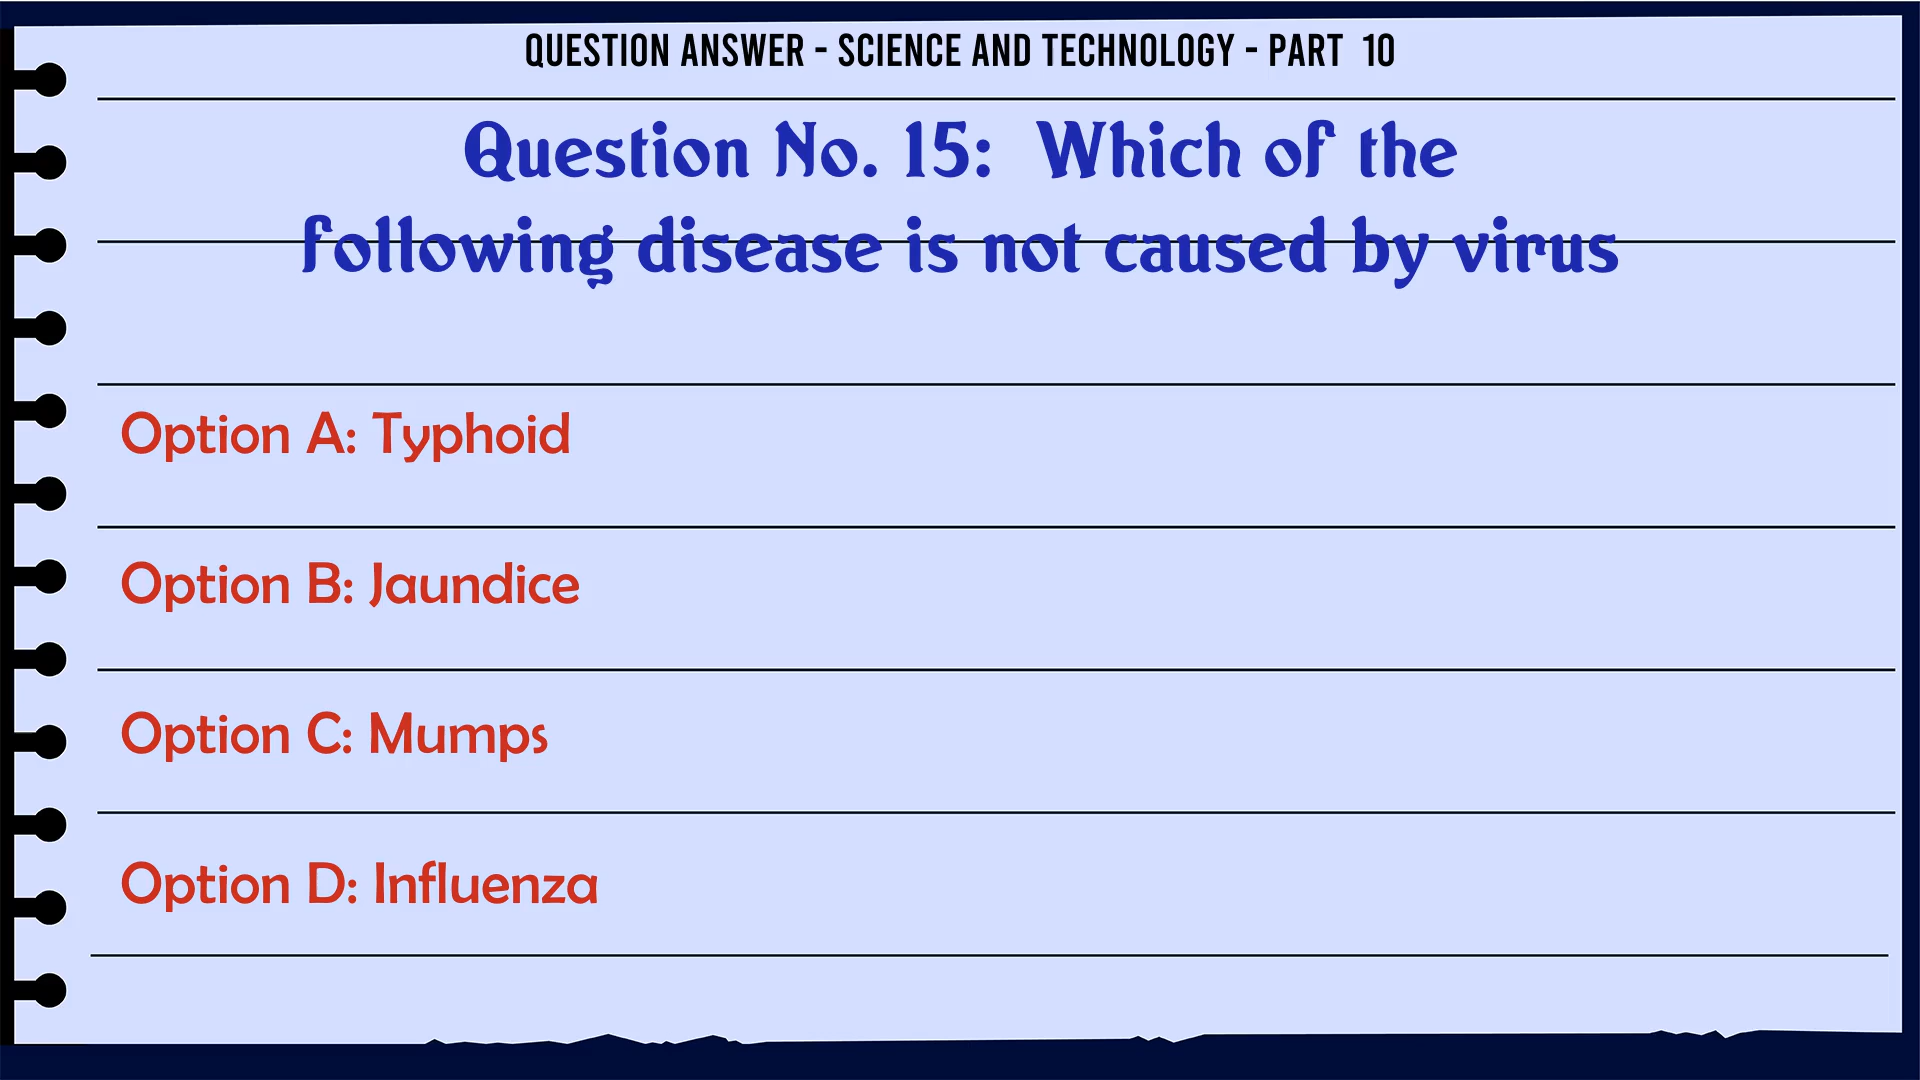 QUESTION ANSWER - SCIENCE AND TECHNOLOGY - PART 10
Question No. 15: Which of the
following disease is not caused by virus
Option A: Typhoid
Option B: Jaundice
Option C: Mumps
Option D: Influenza